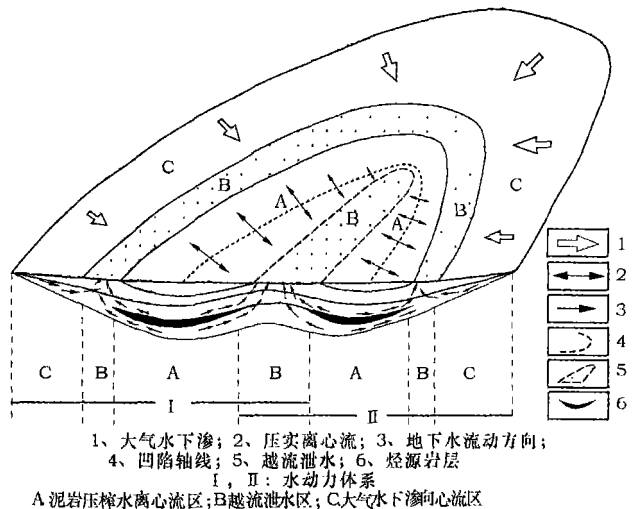 C
B
A
B
A
B
C
C B A B A B C
I
II
1
2
3
4
5
6
1、大气水下渗；2、压实离心流；3、地下水流动方向；
4、凹陷轴线；5、越流泄水；6、烃源岩层
I，II：水动力体系
A泥岩压榨水离心流区；B越流泄水区；C大气水下渗向心流区